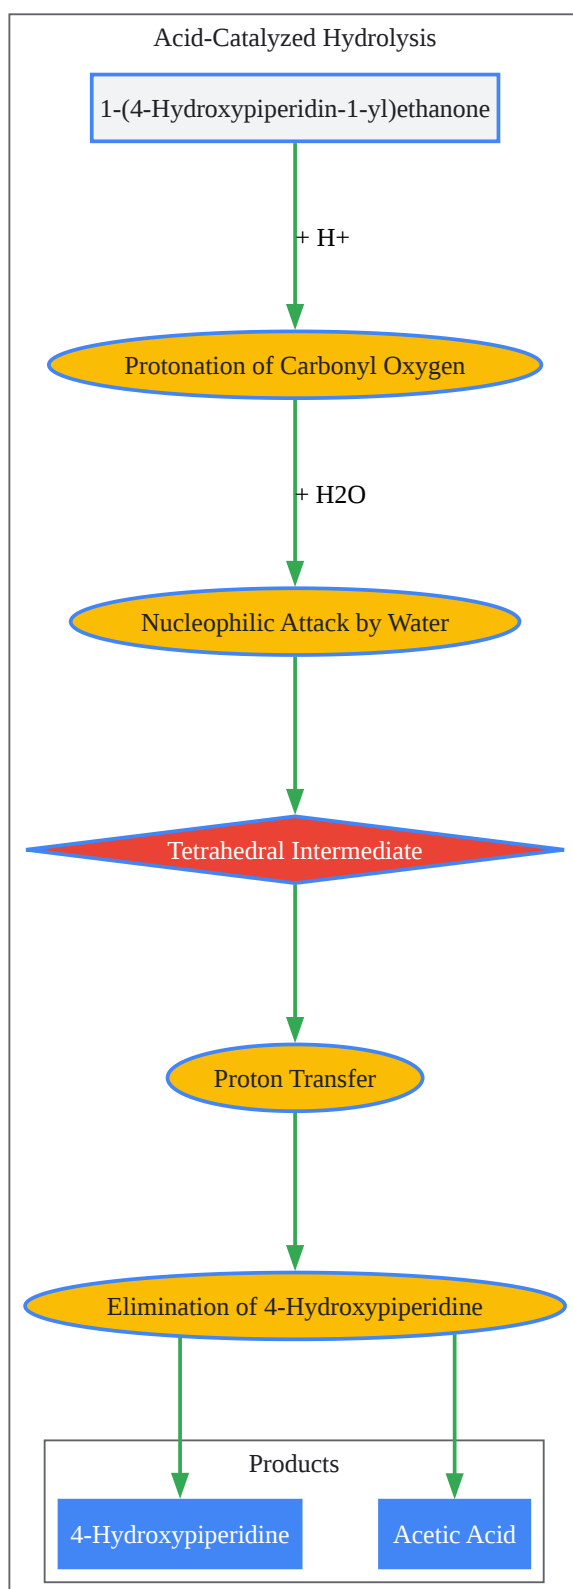 Acid-Catalyzed Hydrolysis
1-(4-Hydroxypiperidin-1-yl)ethanone
+ H+
Protonation of Carbonyl Oxygen
+ H2O
Nucleophilic Attack by Water
Tetrahedral Intermediate
Proton Transfer
Elimination of 4-Hydroxypiperidine
Products
4-Hydroxypiperidine
Acetic Acid